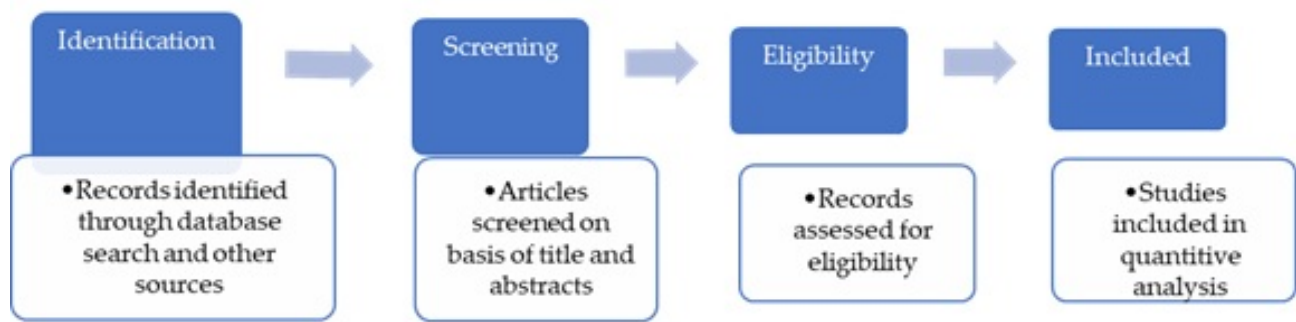 Identification
Screening
Eligibility
Included
•Records identified
through database
search and other
sources
•Articles
screened on
basis of title and
abstracts
•Records
assessed for
eligibility
•Studies
included in
quantitive
analysis